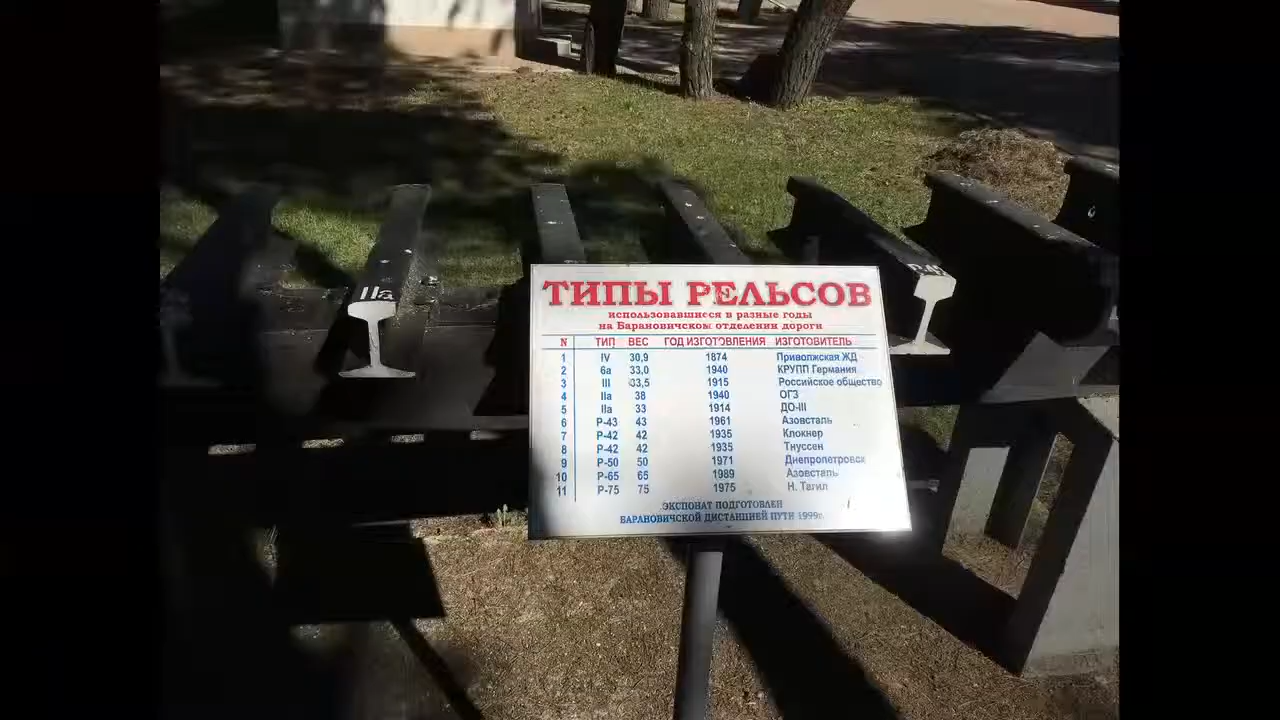 IIa
Р-43
ТИПЫ РЕЛЬСОВ
использовавшиеся в разные годы
на Барановичском отделении дороги
N ТИП ВЕС ГОД ИЗГОТОВЛЕНИЯ ИЗГОТОВИТЕЛЬ
1 IV 30,9 1874 Приволжская ЖД
2 6а 33,0 1940 КРУПП Германия
3 III 33,5 1915 Российское общество
4 IIа 38 1940 ОГЗ
5 IIа 33 1914 ДО-III
6 Р-43 43 1961 Азовсталь
7 Р-42 42 1935 Клокнер
8 Р-42 42 1935 Тиуссен
9 Р-50 50 1971 Днепропетровск
10 Р-65 65 1989 Азовсталь
11 Р-75 75 1975 Н. Тагил
ЭКСПОНАТ ПОДГОТОВЛЕН
БАРАНОВИЧСКОЙ ДИСТАНЦИЕЙ ПУТИ 1999г.